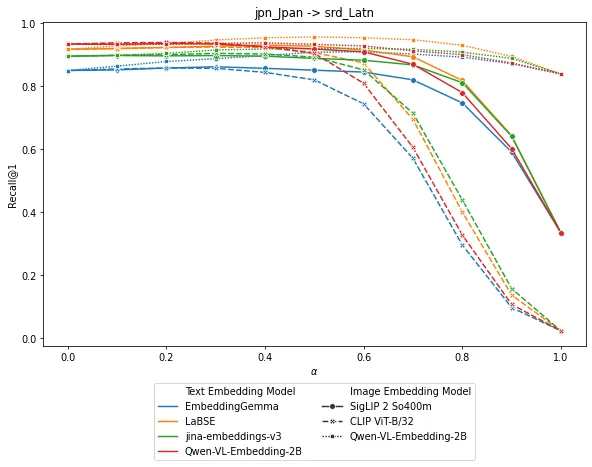 jpn_Jpan -> srd_Latn
Recall@1
1.0
0.8
0.6
0.4
0.2
0.0
0.0 0.2 0.4 0.6 0.8 1.0
α
Text Embedding Model
EmbeddingGemma
LaBSE
jina-embeddings-v3
Qwen-VL-Embedding-2B
Image Embedding Model
SigLIP 2 So400m
CLIP ViT-B/32
Qwen-VL-Embedding-2B